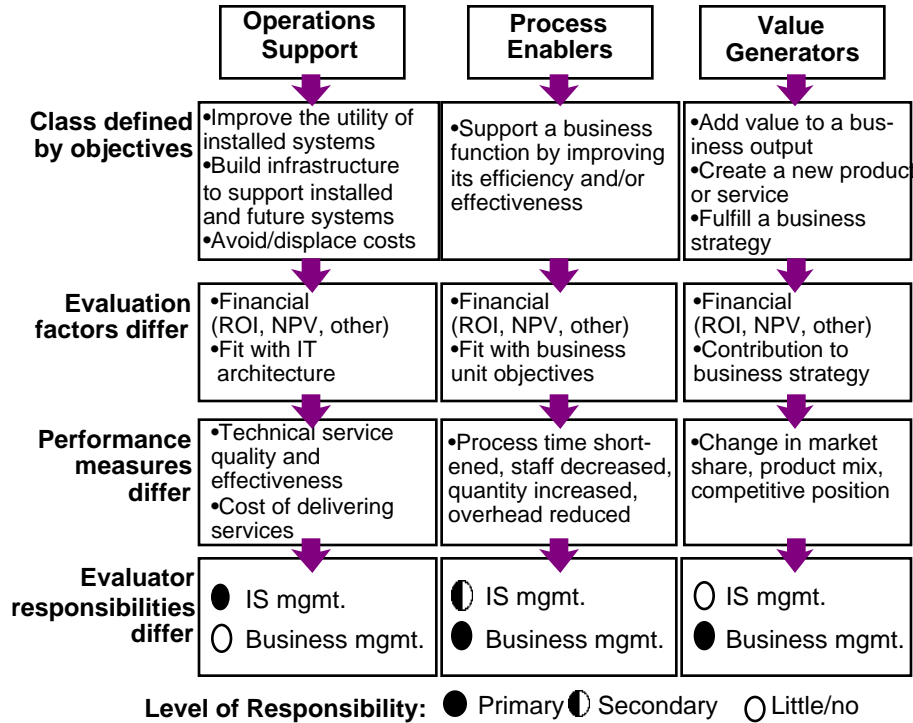 Operations
Support
Process
Enablers
Value
Generators
Class defined
by objectives
•Improve the utility of
installed systems
•Build infrastructure
to support installed
and future systems
•Avoid/displace costs
•Support a business
function by improving
its efficiency and/or
effectiveness
•Add value to a bus-
iness output
•Create a new product
or service
•Fulfill a business
strategy
Evaluation
factors differ
•Financial
(ROI, NPV, other)
•Fit with IT
architecture
•Financial
(ROI, NPV, other)
•Fit with business
unit objectives
•Financial
(ROI, NPV, other)
•Contribution to
business strategy
Performance
measures
differ
•Technical service
quality and
effectiveness
•Cost of delivering
services
•Process time short-
ened, staff decreased,
quantity increased,
overhead reduced
•Change in market
share, product mix,
competitive position
Evaluator
responsibilities
differ
IS mgmt.
Business mgmt.
IS mgmt.
Business mgmt.
IS mgmt.
Business mgmt.
Level of Responsibility: Primary Secondary Little/no